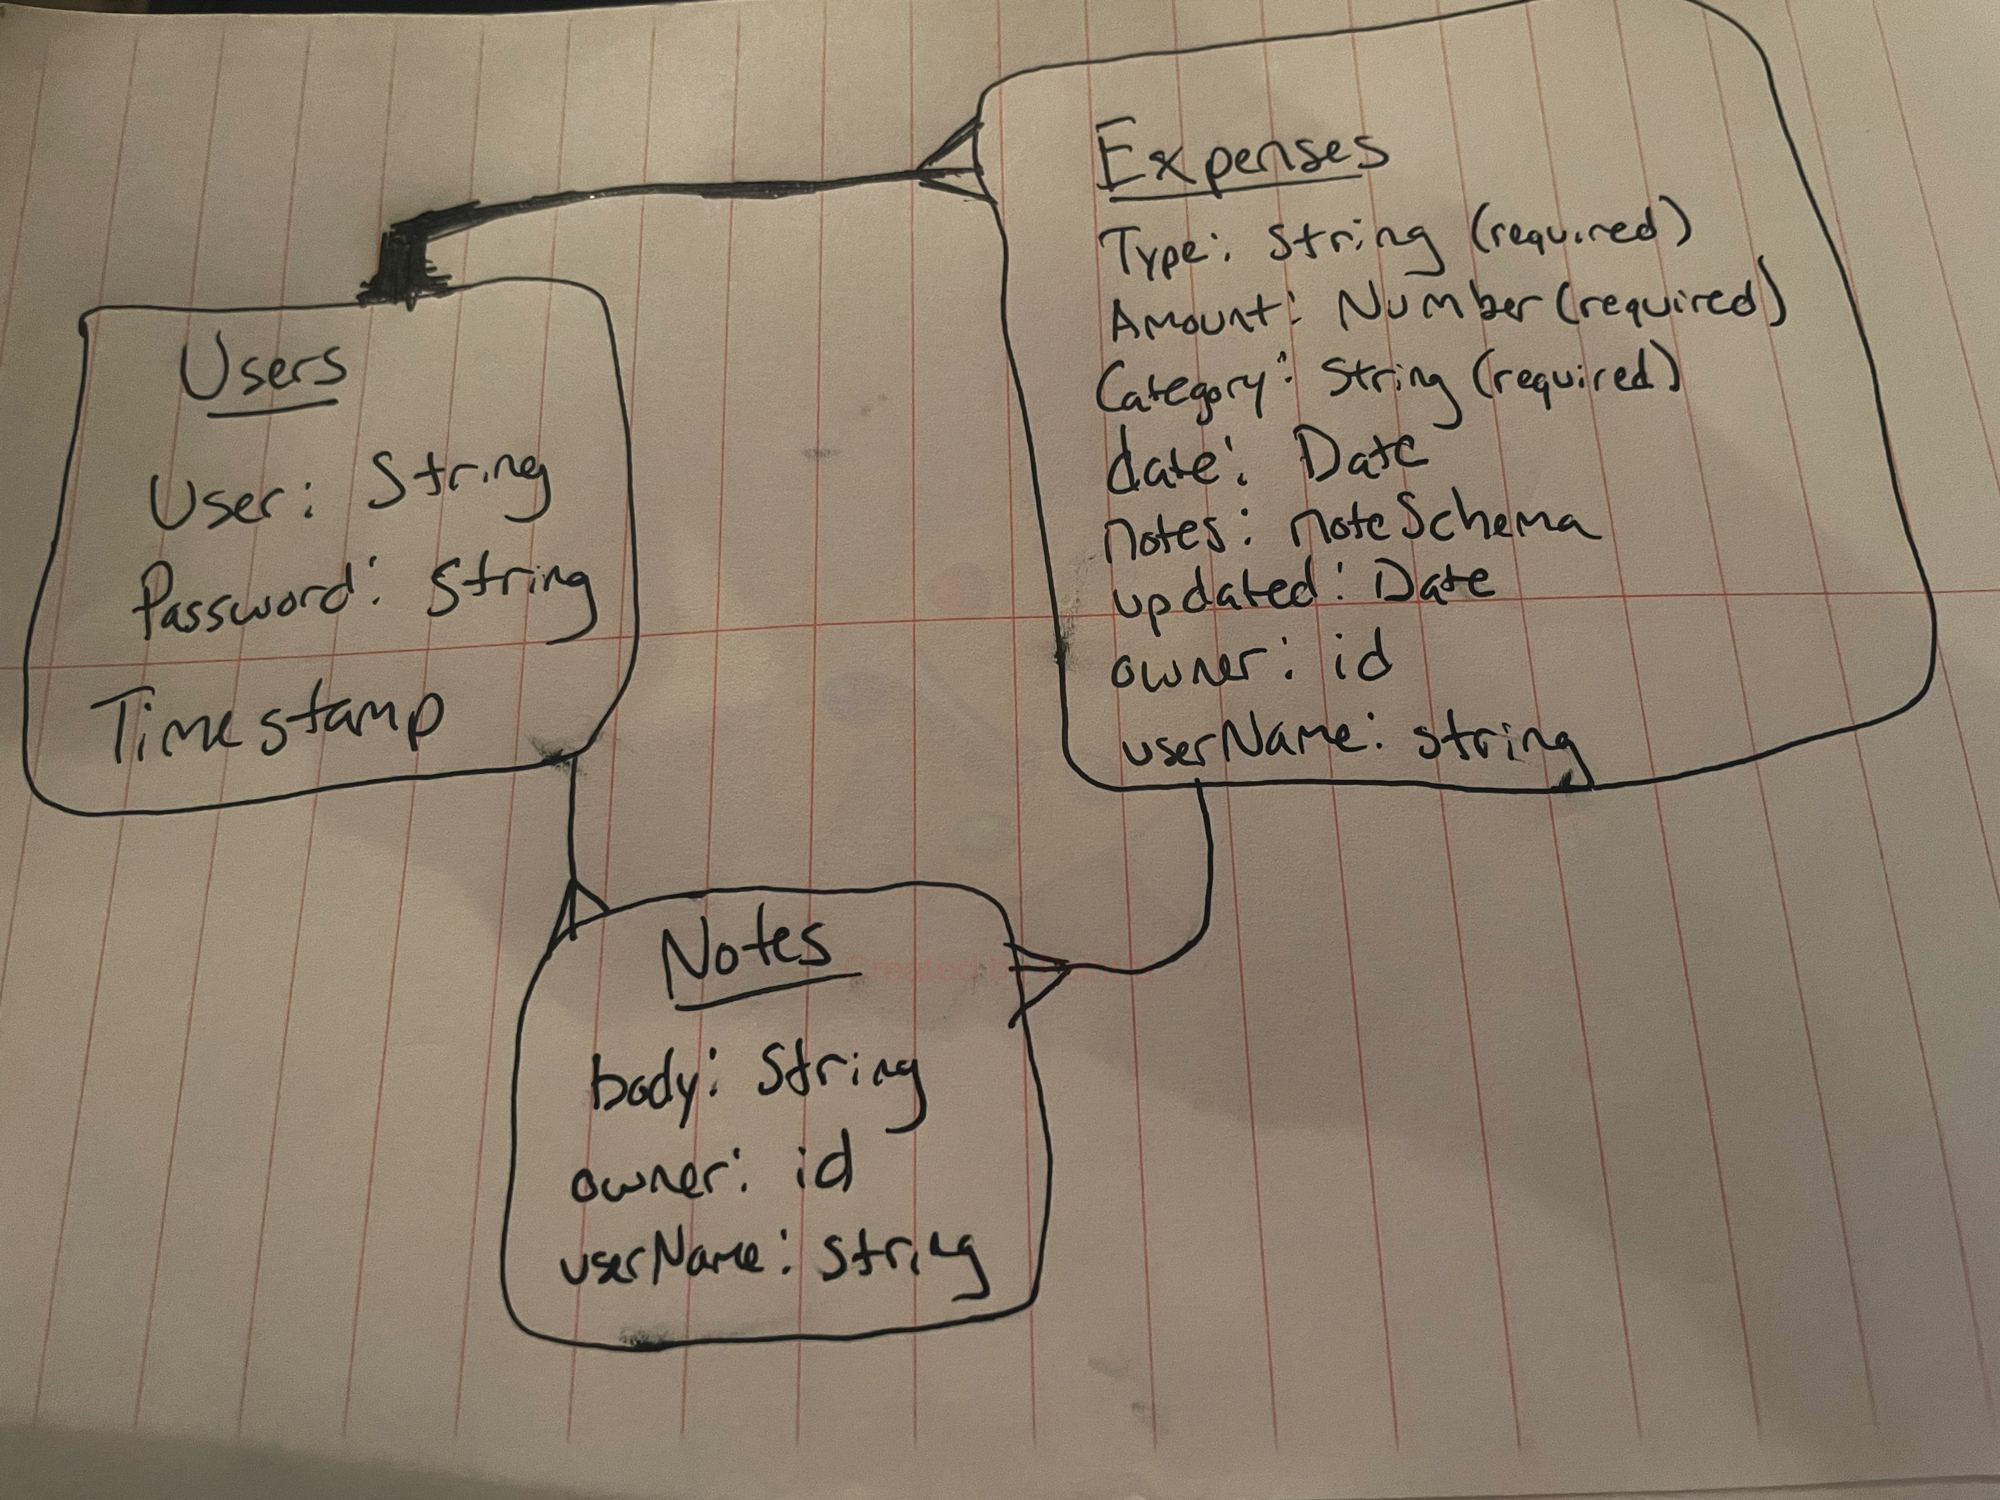 Users
User: String
Password: String
Timestamp
Expenses
Type: String (required)
Amount: Number (required)
Category: String (required)
date: Date
notes: noteSchema
updated: Date
owner: id
userName: string
Notes
body: String
owner: id
userName: string
Created